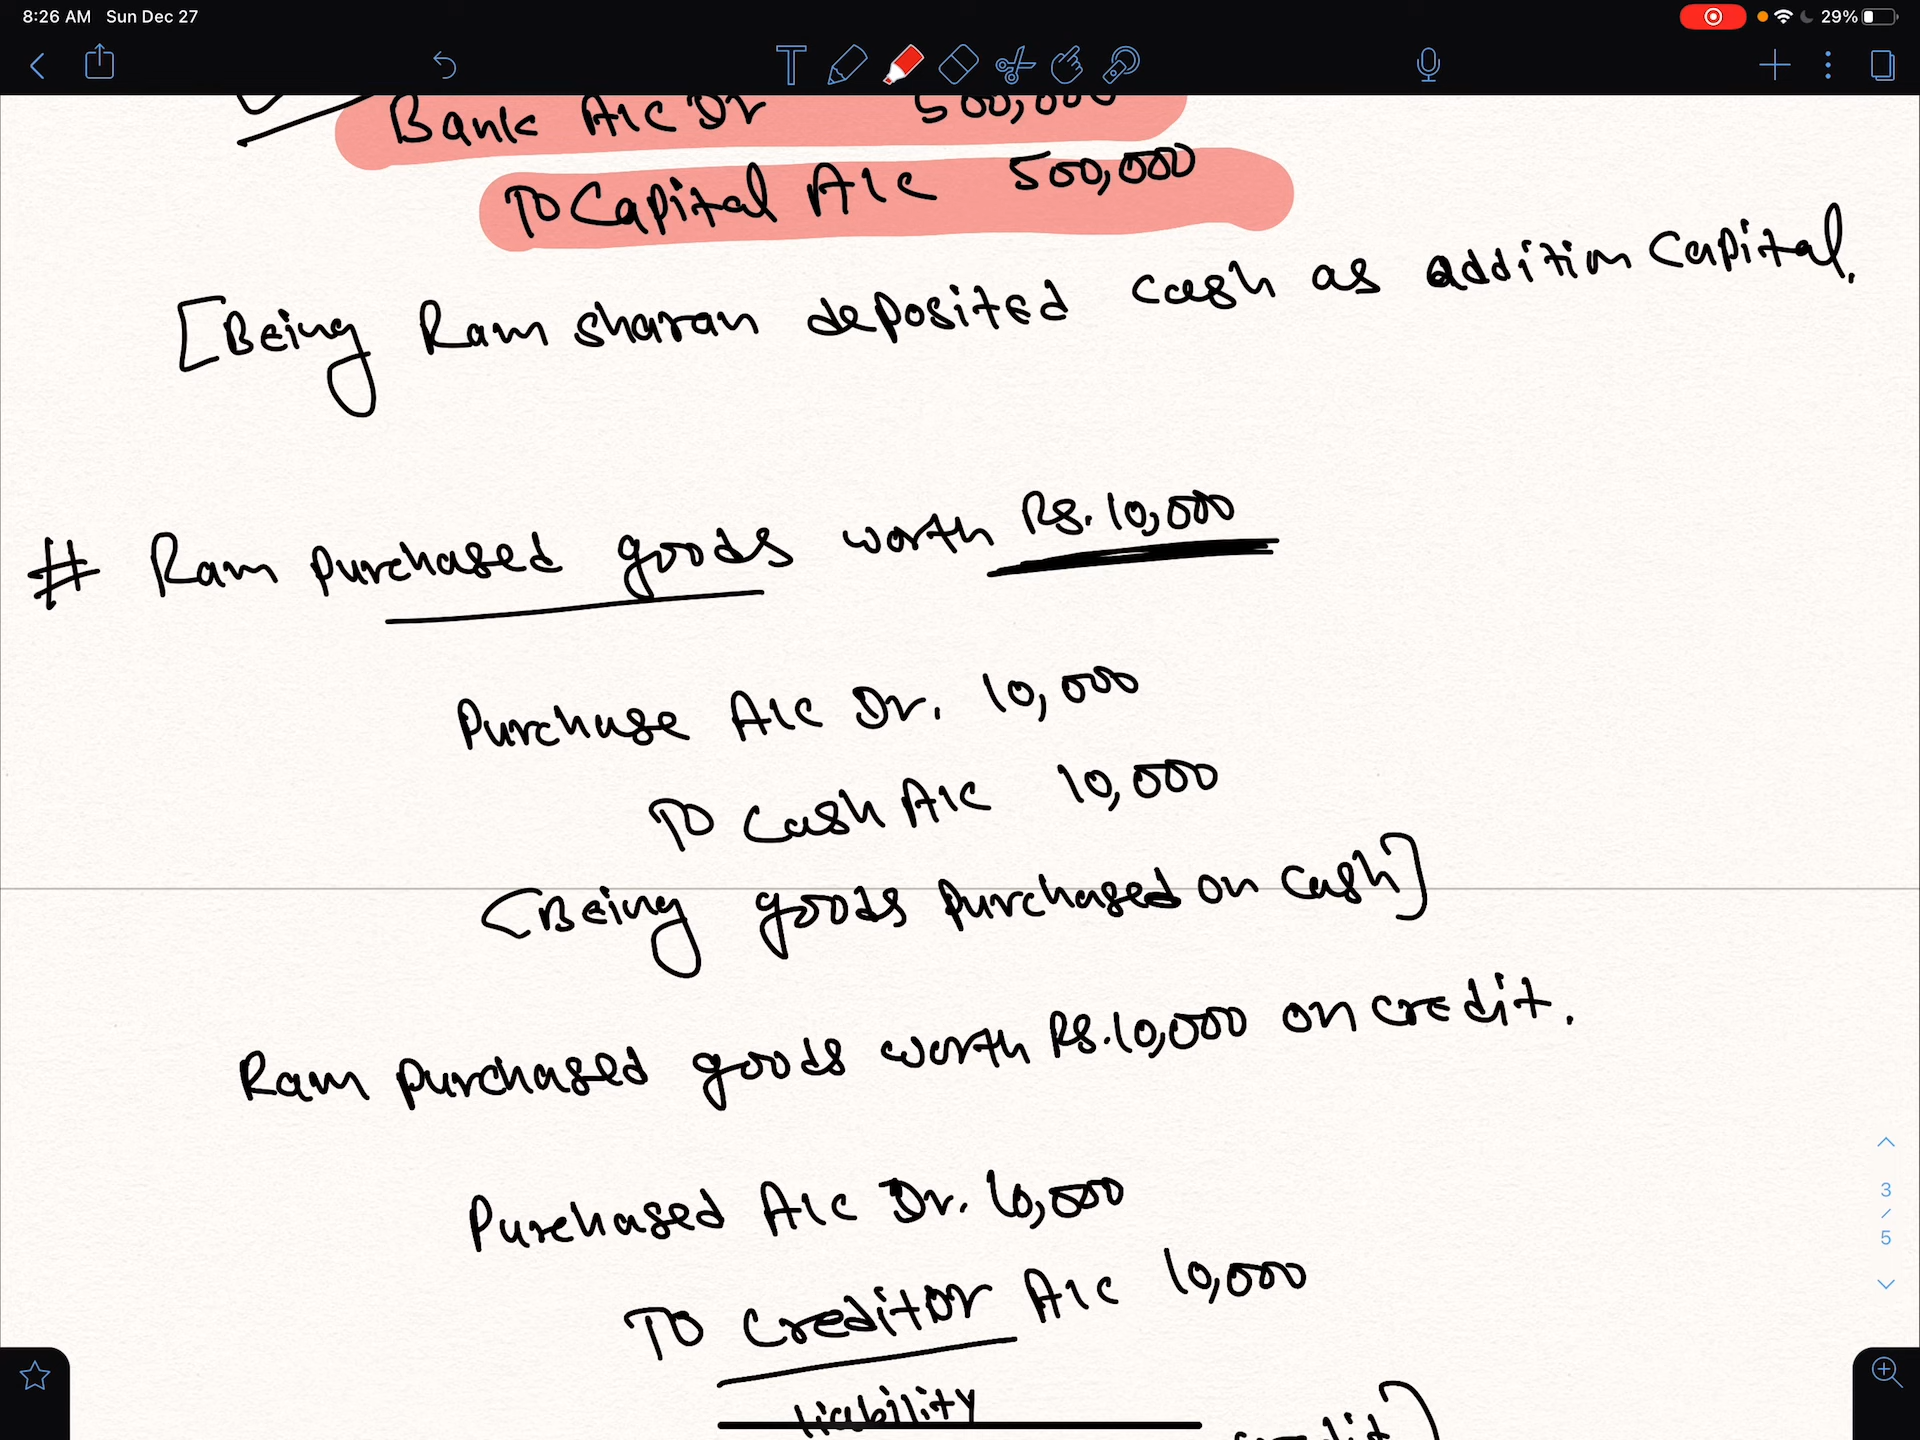 8:26 AM Sun Dec 27
29%
T
Bank A/c Dr 500,000
To Capital A/c 500,000
[Being Ram sharan deposited cash as addition Capital.
# Ram purchased goods worth Rs. 10,000
Purchase A/c Dr. 10,000
To Cash A/c 10,000
[Being goods purchased on cash]
Ram purchased goods worth Rs. 10,000 on credit.
Purchased A/c Dr. 10,000
To creditor A/c 10,000
liability
credit)
3
/
5